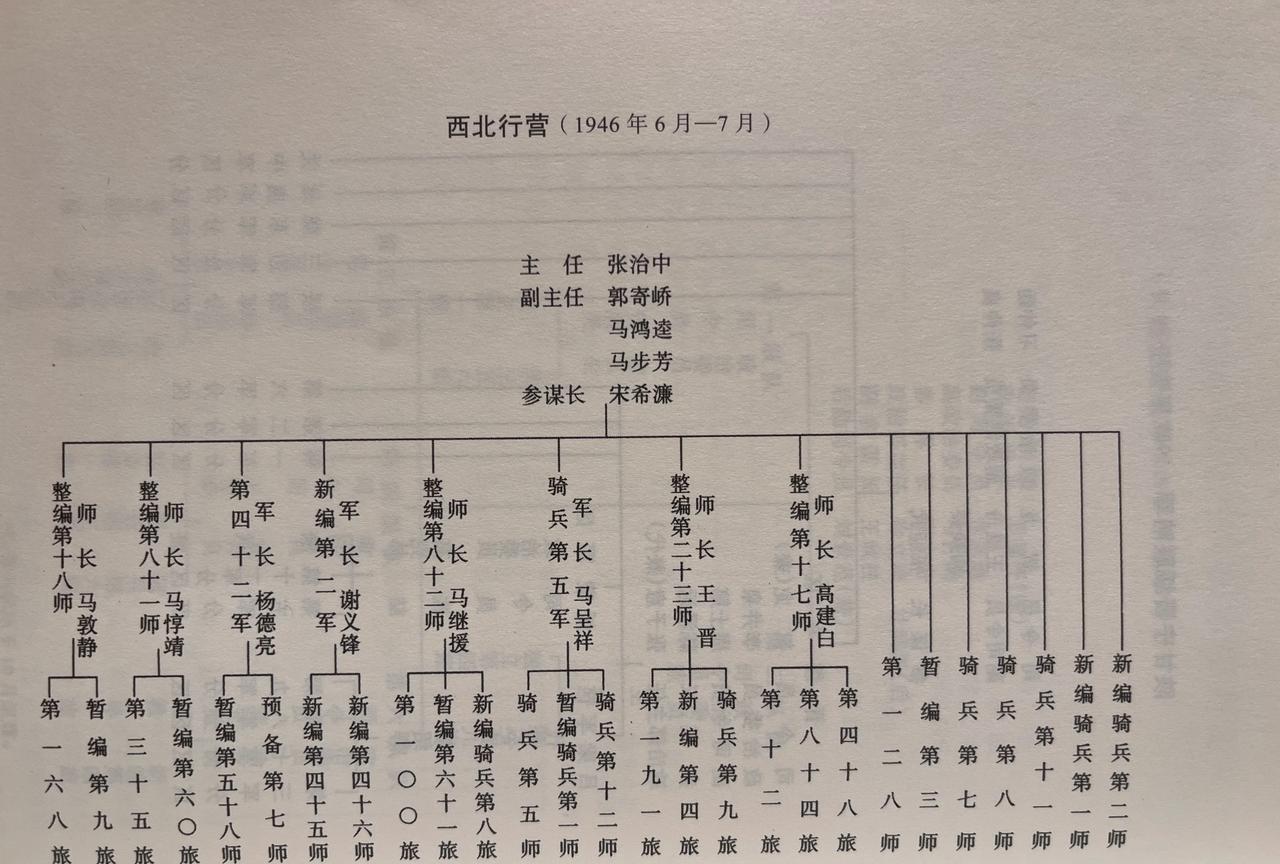 西北行营（1946年6月—7月）
主　任　张治中
副主任　郭寄峤
马鸿逵
马步芳
参谋长　宋希濂
整编第十八师
师长　马敦静
整编第八十一师
师长　马惇靖
第四十二军
军长　杨德亮
新编第二军
军长　谢义锋
整编第八十二师
师长　马继援
骑兵第五军
军长　马呈祥
整编第二十三师
师长　王晋
整编第十七师
师长　高建白
第一六八旅
暂编第九旅
第三十五旅
暂编第六〇旅
暂编第五十八师
预备第七师
新编第四十五师
新编第四十六师
第一〇〇旅
暂编第六十一旅
新编骑兵第八旅
骑兵第五师
暂编骑兵第一师
骑兵第十二师
第一九一旅
新编第四旅
骑兵第九旅
第十二旅
第八十四旅
第四十八旅
第一二八师
暂编第三师
骑兵第七师
骑兵第八师
骑兵第十一师
新编骑兵第一师
新编骑兵第二师